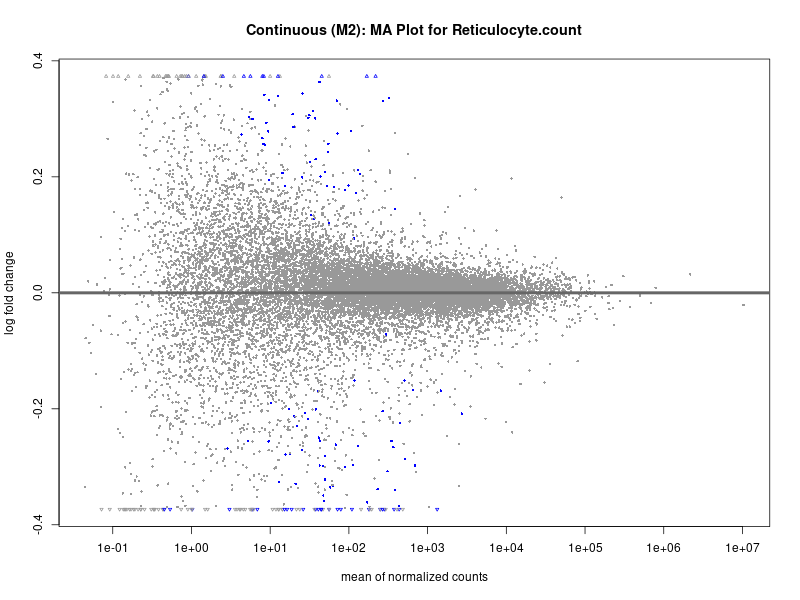 Continuous (M2): MA Plot for Reticulocyte.count
0.4
0.2
0.0
-0.2
-0.4
log fold change
1e-01 1e+00 1e+01 1e+02 1e+03 1e+04 1e+05 1e+06 1e+07
mean of normalized counts